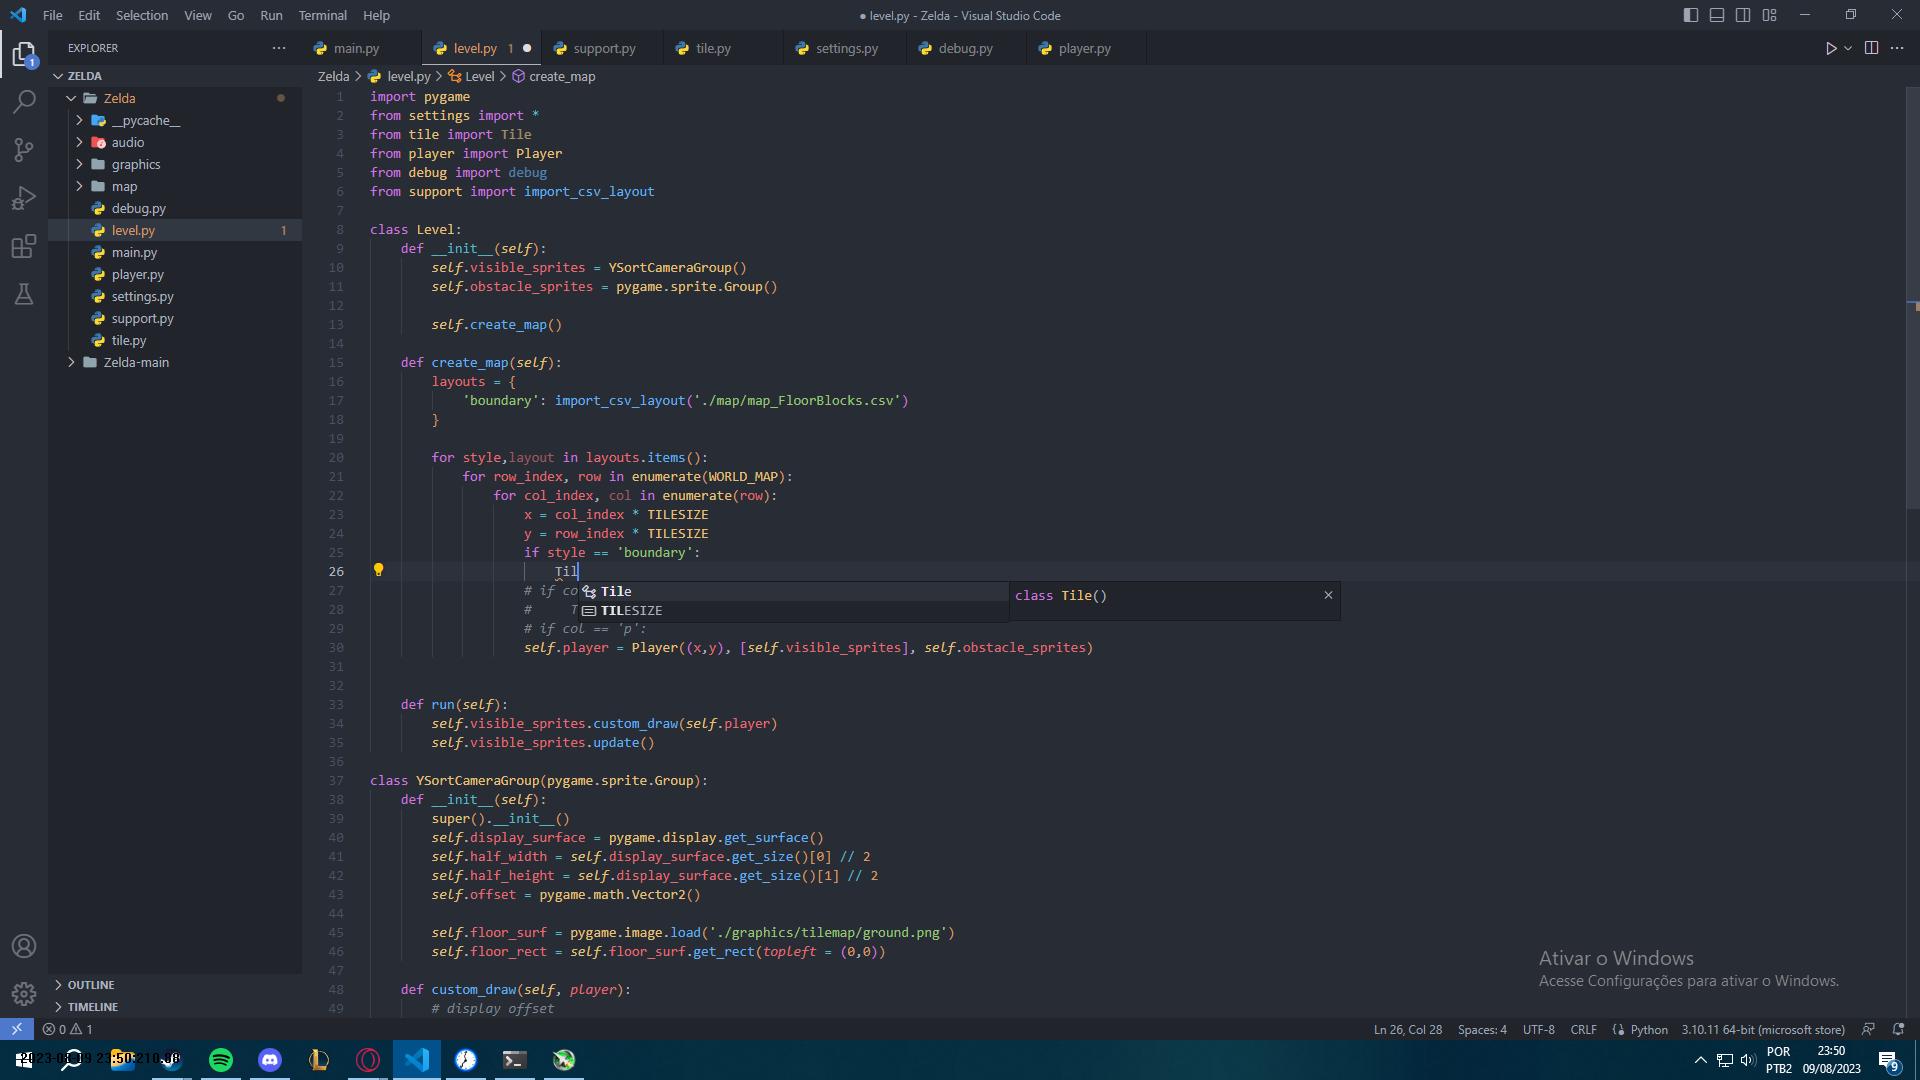 File Edit Selection View Go Run Terminal Help
● level.py - Zelda - Visual Studio Code
EXPLORER
main.py
level.py 1
support.py
tile.py
settings.py
debug.py
player.py
ZELDA
Zelda
__pycache__
audio
graphics
map
debug.py
level.py 1
main.py
player.py
settings.py
support.py
tile.py
Zelda-main
OUTLINE
TIMELINE
1
Zelda > level.py > Level > create_map
1 import pygame
2 from settings import *
3 from tile import Tile
4 from player import Player
5 from debug import debug
6 from support import import_csv_layout
7
8 class Level:
9 def __init__(self):
10 self.visible_sprites = YSortCameraGroup()
11 self.obstacle_sprites = pygame.sprite.Group()
12
13 self.create_map()
14
15 def create_map(self):
16 layouts = {
17 'boundary': import_csv_layout('./map/map_FloorBlocks.csv')
18 }
19
20 for style,layout in layouts.items():
21 for row_index, row in enumerate(WORLD_MAP):
22 for col_index, col in enumerate(row):
23 x = col_index * TILESIZE
24 y = row_index * TILESIZE
25 if style == 'boundary':
26 Til
27 # if co
Tile
class Tile()
28 # T
TILESIZE
29 # if col == 'p':
30 self.player = Player((x,y), [self.visible_sprites], self.obstacle_sprites)
31
32
33 def run(self):
34 self.visible_sprites.custom_draw(self.player)
35 self.visible_sprites.update()
36
37 class YSortCameraGroup(pygame.sprite.Group):
38 def __init__(self):
39 super().__init__()
40 self.display_surface = pygame.display.get_surface()
41 self.half_width = self.display_surface.get_size()[0] // 2
42 self.half_height = self.display_surface.get_size()[1] // 2
43 self.offset = pygame.math.Vector2()
44
45 self.floor_surf = pygame.image.load('./graphics/tilemap/ground.png')
46 self.floor_rect = self.floor_surf.get_rect(topleft = (0,0))
47
48 def custom_draw(self, player):
49 # display offset
Ativar o Windows
Acesse Configurações para ativar o Windows.
0 1
Ln 26, Col 28 Spaces: 4 UTF-8 CRLF Python 3.10.11 64-bit (microsoft store)
POR
PTB2
23:50
09/08/2023
9